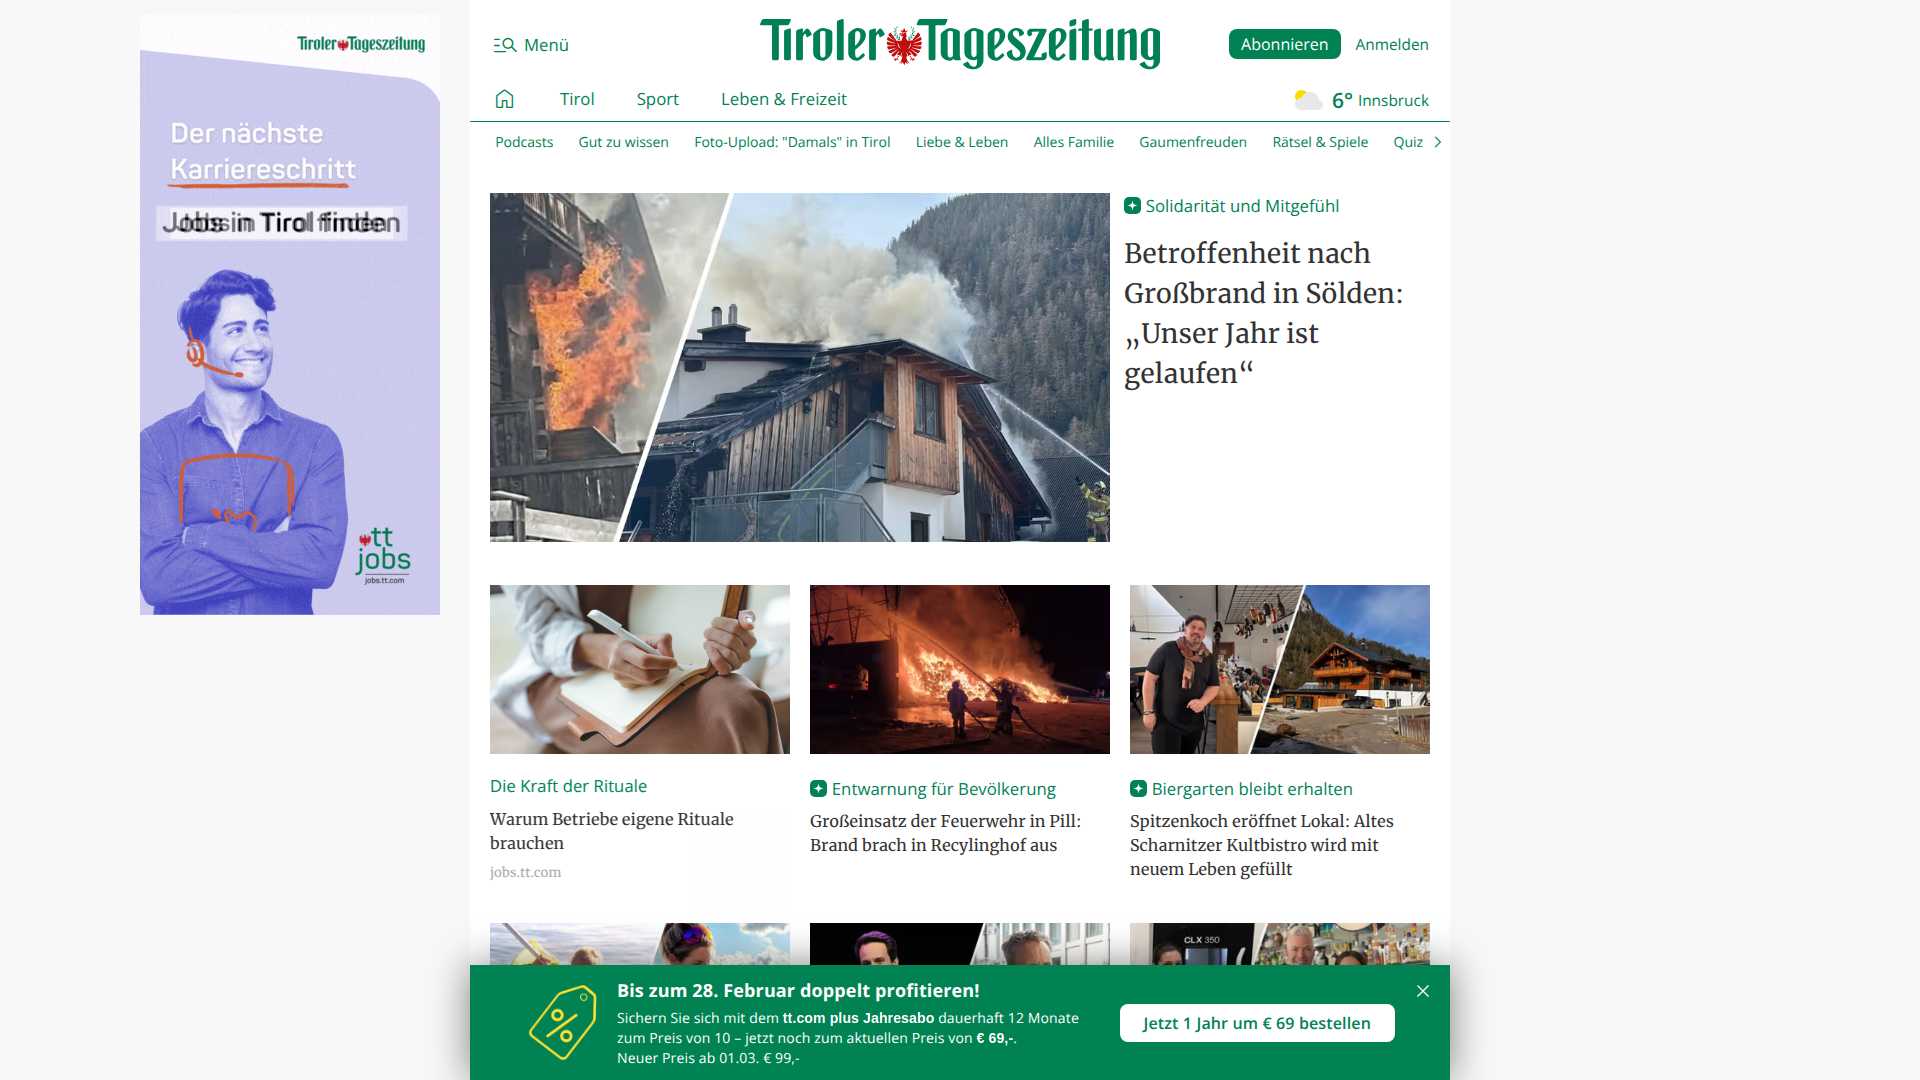 Tiroler Tageszeitung
Der nächste
Karriereschritt
tt
jobs
jobs.tt.com
Menü
Tiroler Tageszeitung
Abonnieren
Anmelden
Tirol
Sport
Leben & Freizeit
6° Innsbruck
Podcasts
Gut zu wissen
Foto-Upload: "Damals" in Tirol
Liebe & Leben
Alles Familie
Gaumenfreuden
Rätsel & Spiele
Quiz
Solidarität und Mitgefühl
Betroffenheit nach
Großbrand in Sölden:
„Unser Jahr ist
gelaufen“
Die Kraft der Rituale
Warum Betriebe eigene Rituale
brauchen
jobs.tt.com
Entwarnung für Bevölkerung
Großeinsatz der Feuerwehr in Pill:
Brand brach in Recylinghof aus
Biergarten bleibt erhalten
Spitzenkoch eröffnet Lokal: Altes
Scharnitzer Kultbistro wird mit
neuem Leben gefüllt
CLX 350
Bis zum 28. Februar doppelt profitieren!
Sichern Sie sich mit dem tt.com plus Jahresabo dauerhaft 12 Monate
zum Preis von 10 – jetzt noch zum aktuellen Preis von € 69,-.
Neuer Preis ab 01.03. € 99,-
Jetzt 1 Jahr um € 69 bestellen